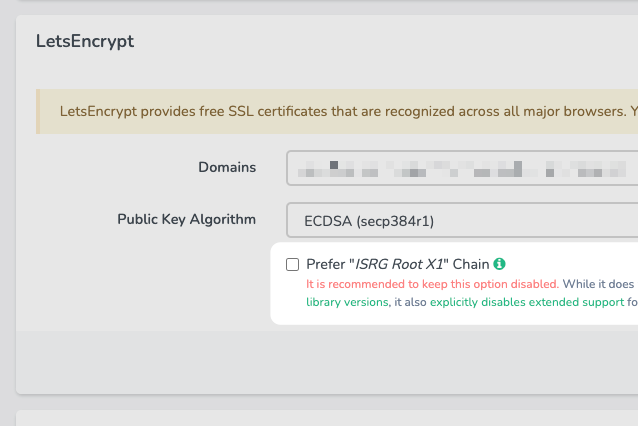 LetsEncrypt
LetsEncrypt provides free SSL certificates that are recognized across all major browsers. Y
Domains
Public Key Algorithm
ECDSA (secp384r1)
Prefer "ISRG Root X1" Chain
It is recommended to keep this option disabled. While it does
library versions, it also explicitly disables extended support fo